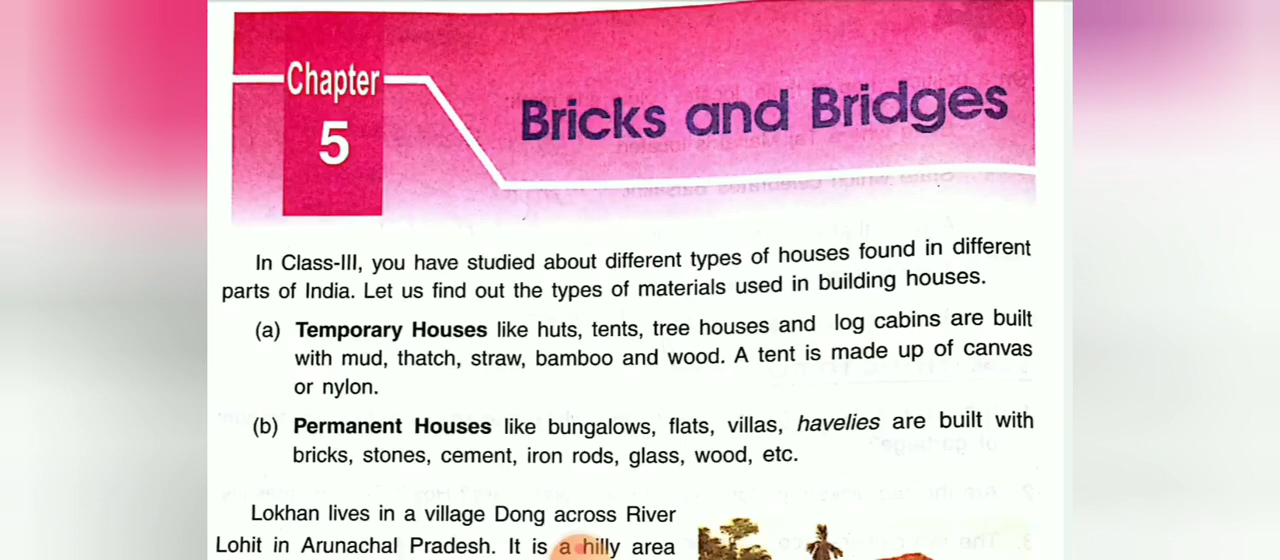 Chapter
5
Bricks and Bridges
In Class-III, you have studied about different types of houses found in different
parts of India. Let us find out the types of materials used in building houses.
(a) Temporary Houses like huts, tents, tree houses and log cabins are built
with mud, thatch, straw, bamboo and wood. A tent is made up of canvas
or nylon.
(b) Permanent Houses like bungalows, flats, villas, havelies are built with
bricks, stones, cement, iron rods, glass, wood, etc.
Lokhan lives in a village Dong across River
Lohit in Arunachal Pradesh. It is a hilly area